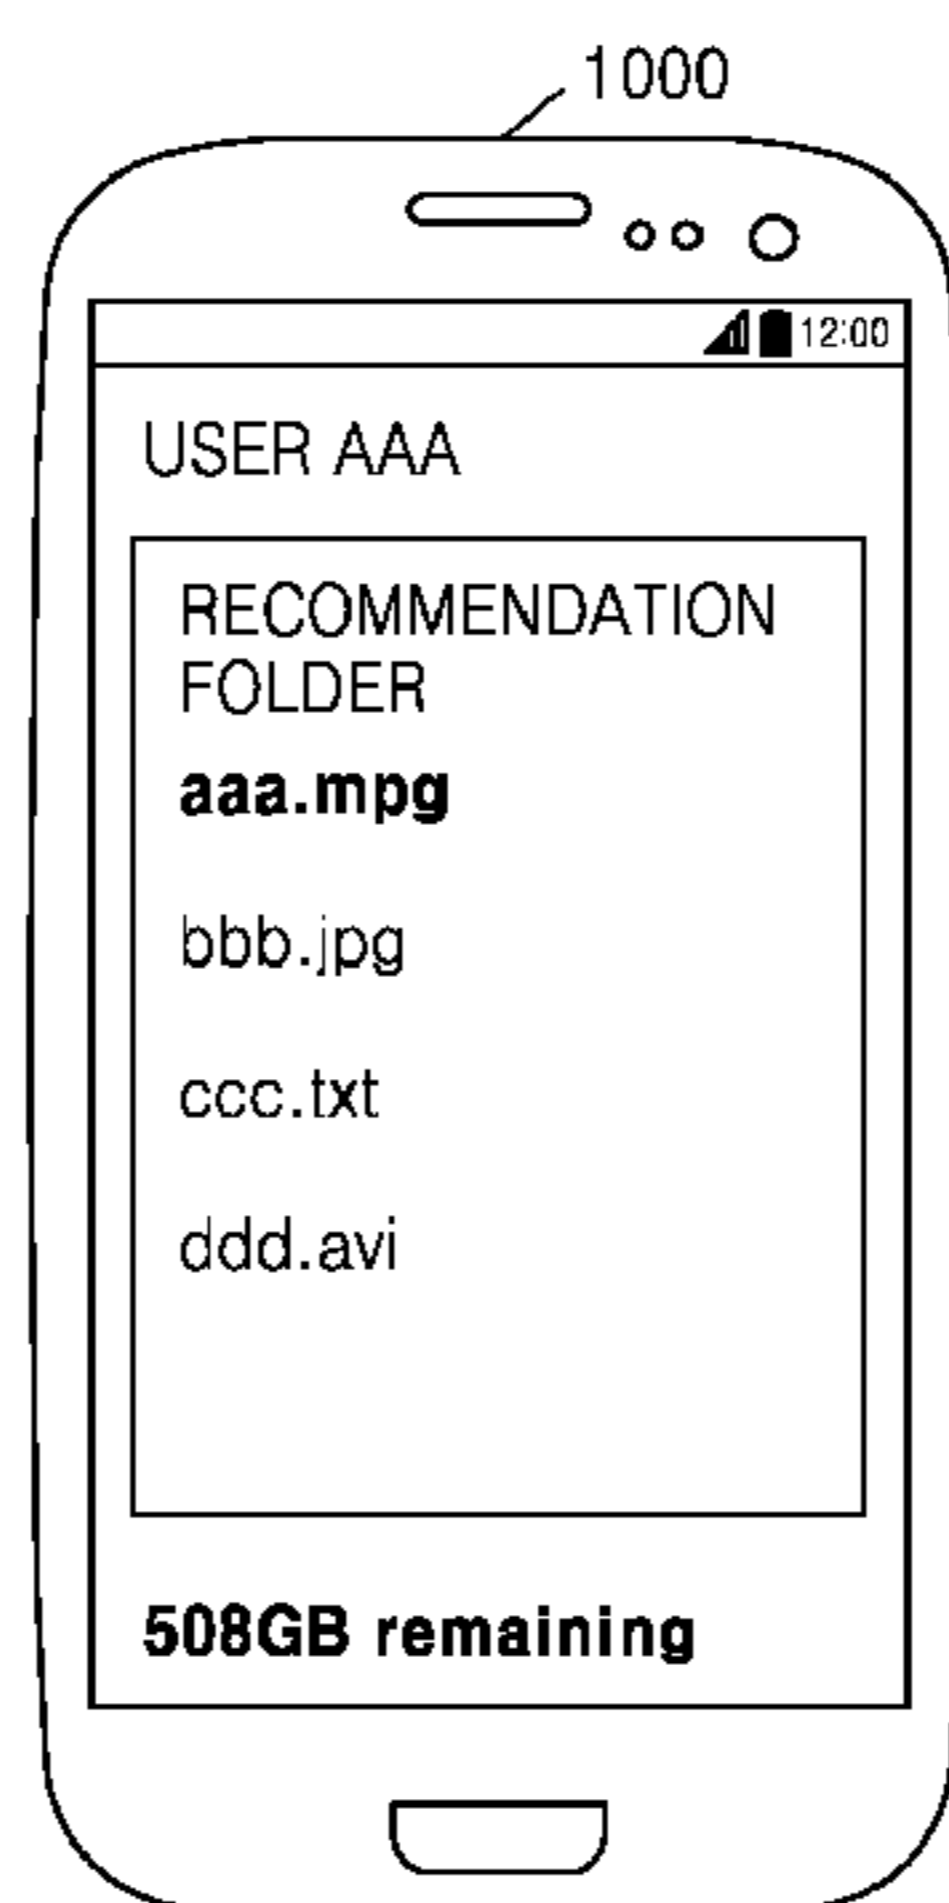 1000
12:00
USER AAA
RECOMMENDATION
FOLDER
aaa.mpg
bbb.jpg
ccc.txt
ddd.avi
508GB remaining